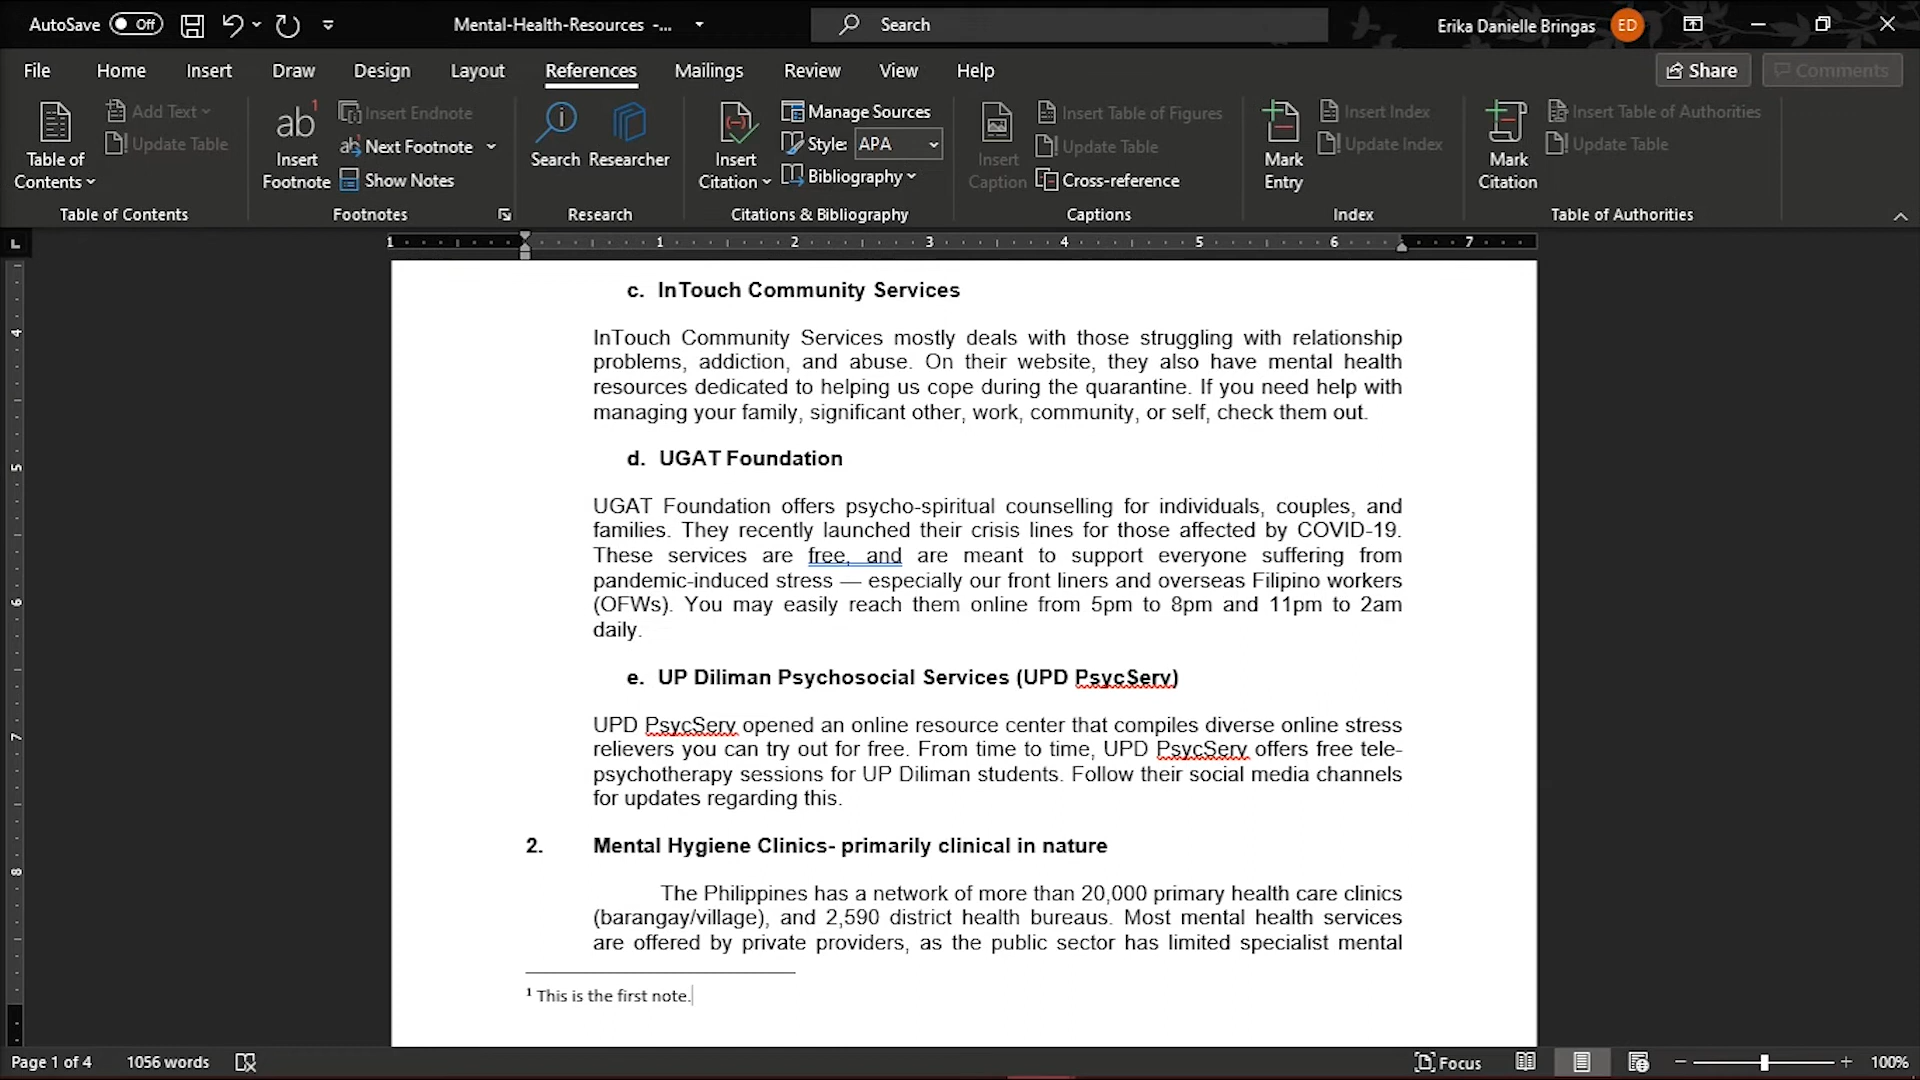 AutoSave Off Mental-Health-Resources -... Search Erika Danielle Bringas ED
File Home Insert Draw Design Layout References Mailings Review View Help Share Comments
Table of Contents
Add Text
Update Table
Table of Contents
ab1
Insert Footnote
Insert Endnote
Next Footnote
Show Notes
Footnotes
Search
Researcher
Research
Insert Citation
Manage Sources
Style: APA
Bibliography
Citations & Bibliography
Insert Caption
Insert Table of Figures
Update Table
Cross-reference
Captions
Mark Entry
Insert Index
Update Index
Index
Mark Citation
Insert Table of Authorities
Update Table
Table of Authorities
L
1 1 2 3 4 5 6 7
4
5
6
7
8
c. InTouch Community Services
InTouch Community Services mostly deals with those struggling with relationship
problems, addiction, and abuse. On their website, they also have mental health
resources dedicated to helping us cope during the quarantine. If you need help with
managing your family, significant other, work, community, or self, check them out.
d. UGAT Foundation
UGAT Foundation offers psycho-spiritual counselling for individuals, couples, and
families. They recently launched their crisis lines for those affected by COVID-19.
These services are free, and are meant to support everyone suffering from
pandemic-induced stress — especially our front liners and overseas Filipino workers
(OFWs). You may easily reach them online from 5pm to 8pm and 11pm to 2am
daily.
e. UP Diliman Psychosocial Services (UPD PsycServ)
UPD PsycServ opened an online resource center that compiles diverse online stress
relievers you can try out for free. From time to time, UPD PsycServ offers free tele-
psychotherapy sessions for UP Diliman students. Follow their social media channels
for updates regarding this.
2. Mental Hygiene Clinics- primarily clinical in nature
The Philippines has a network of more than 20,000 primary health care clinics
(barangay/village), and 2,590 district health bureaus. Most mental health services
are offered by private providers, as the public sector has limited specialist mental
1 This is the first note.
Page 1 of 4 1056 words Focus 100%